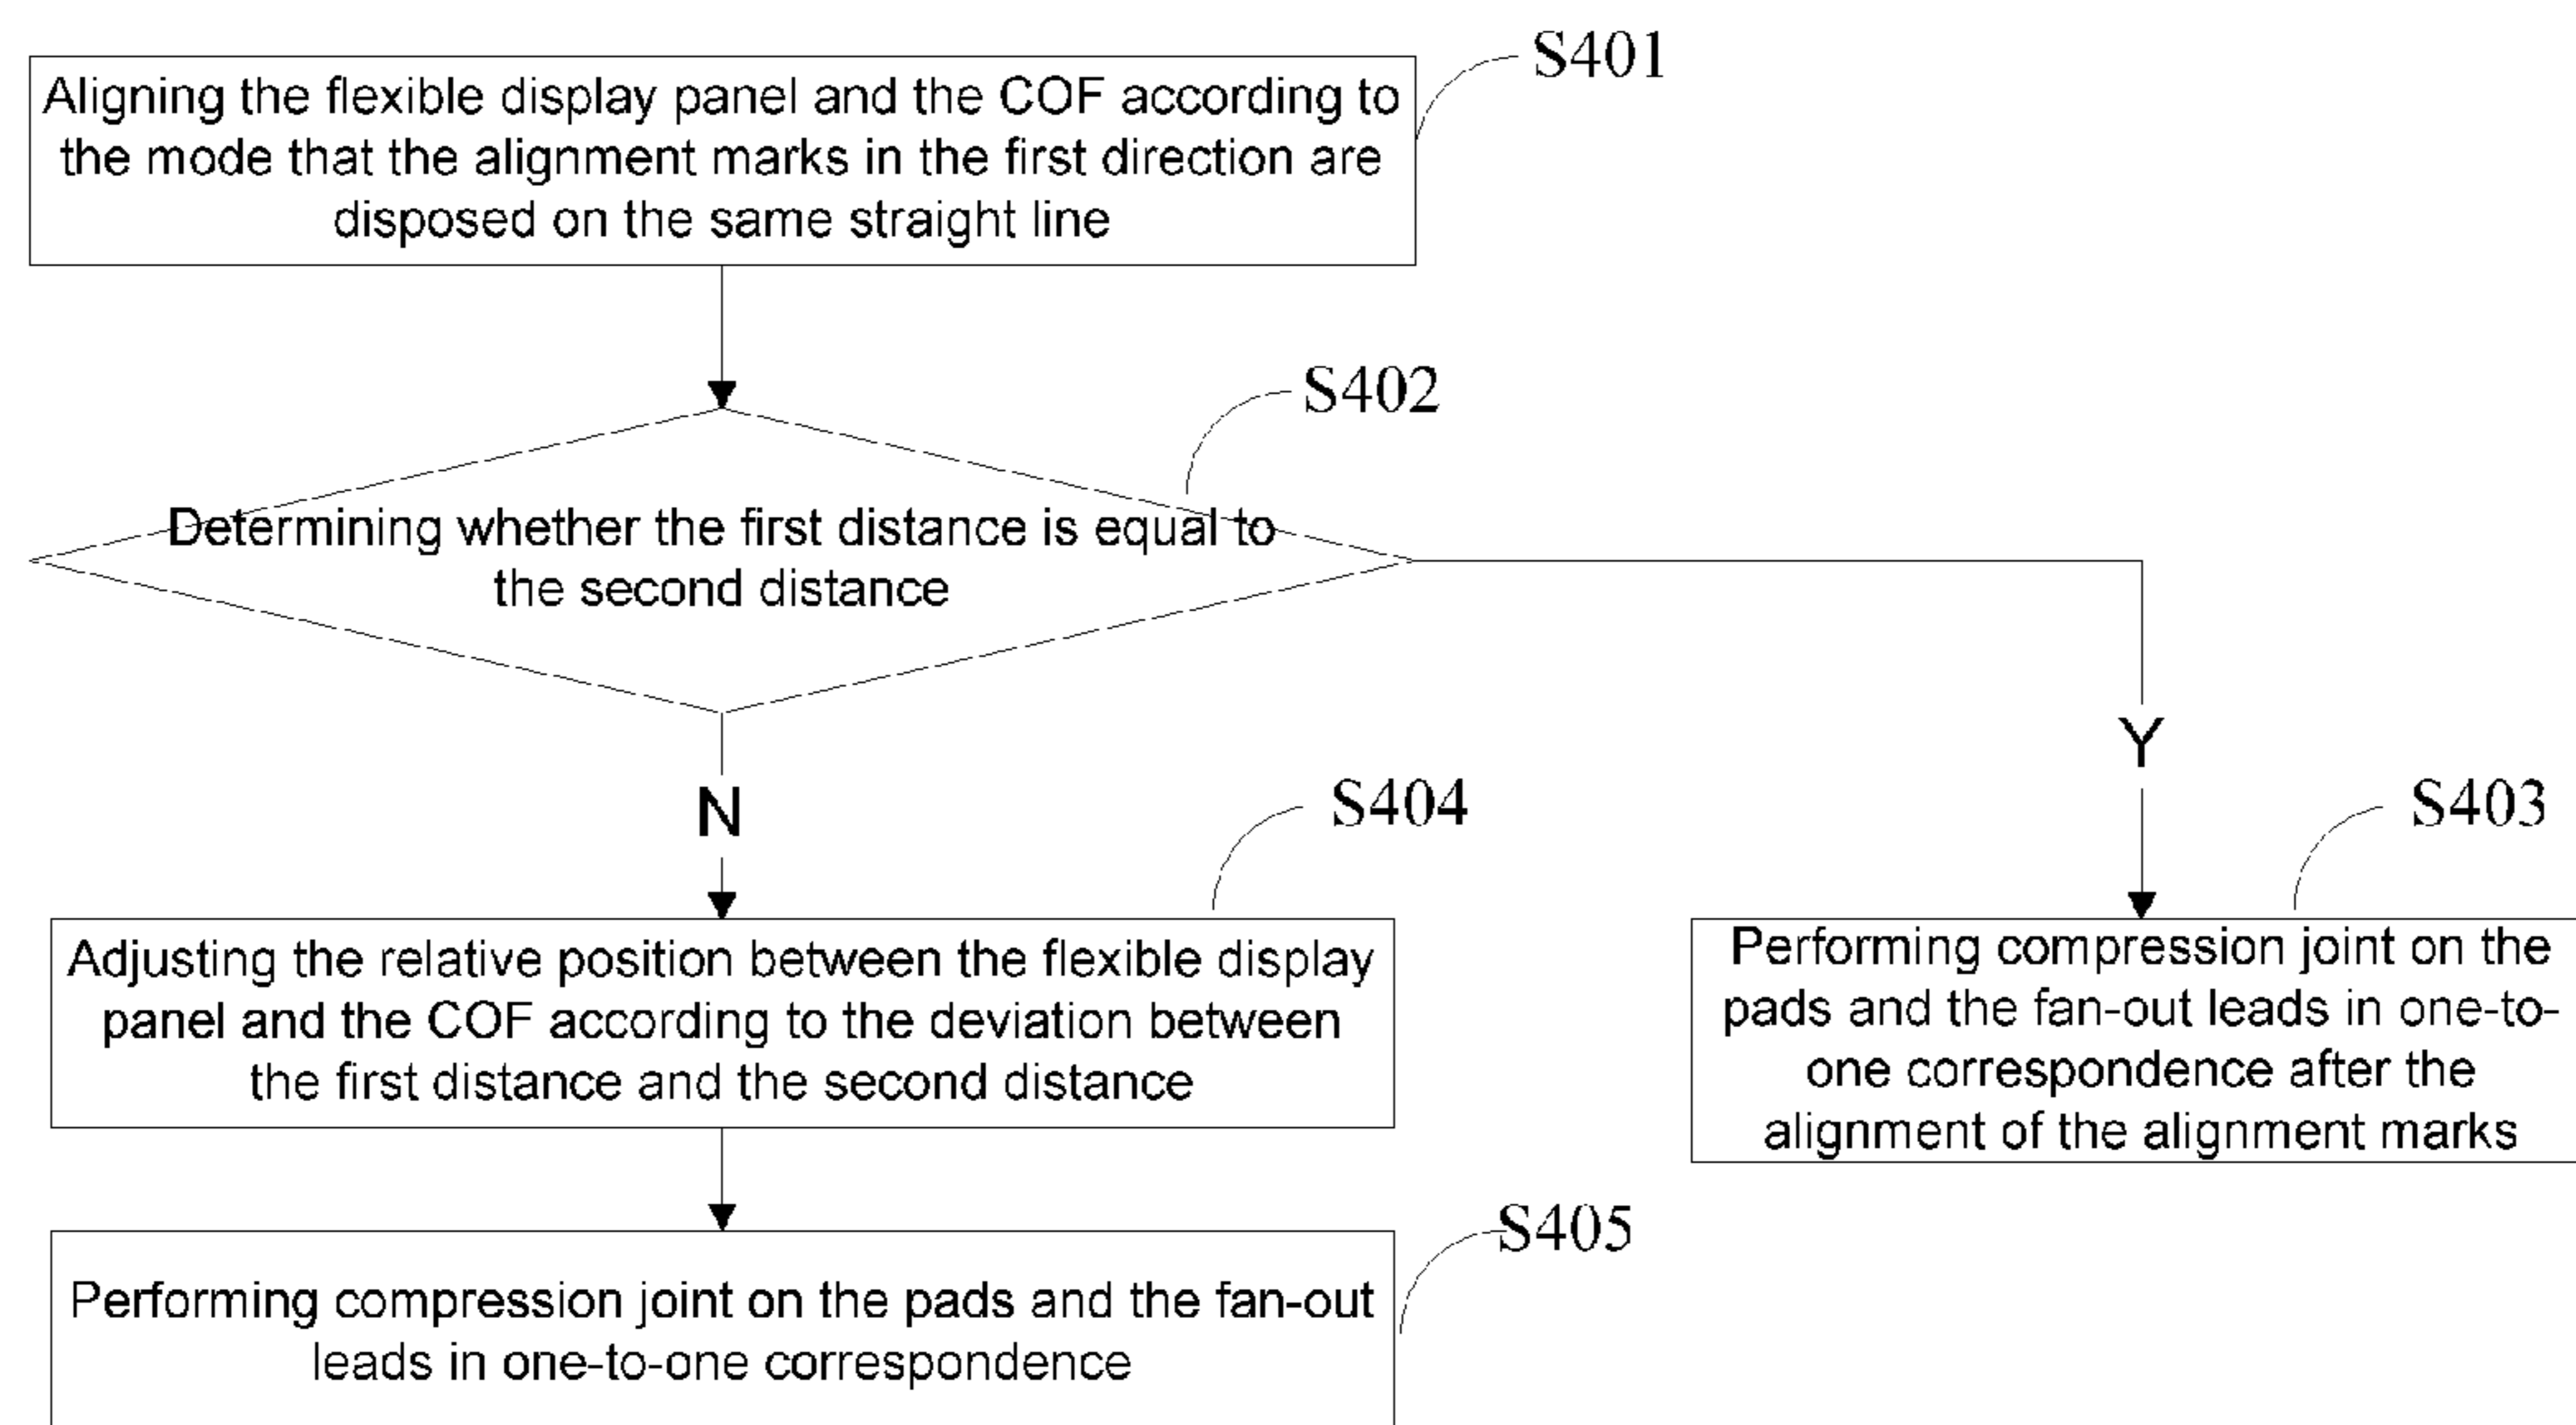 S401
Aligning the flexible display panel and the COF according to
the mode that the alignment marks in the first direction are
disposed on the same straight line
S402
Determining whether the first distance is equal to
the second distance
Y
N
S404
S403
Adjusting the relative position between the flexible display
panel and the COF according to the deviation between
the first distance and the second distance
Performing compression joint on the
pads and the fan-out leads in one-to-
one correspondence after the
alignment of the alignment marks
S405
Performing compression joint on the pads and the fan-out
leads in one-to-one correspondence